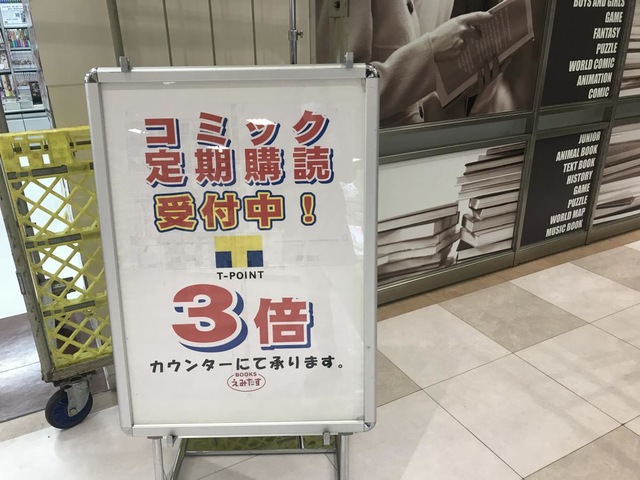 コミック
定期購読
受付中！
T-POINT
3倍
カウンターにて承ります。
BOOKS
えみたす
BOYS AND GIRLS
GAME
FANTASY
PUZZLE
WORLD COMIC
ANIMATION
COMIC
JUNIOR
ANIMAL BOOK
TEXT BOOK
HISTORY
GAME
PUZZLE
WORLD MAP
MUSIC BOOK